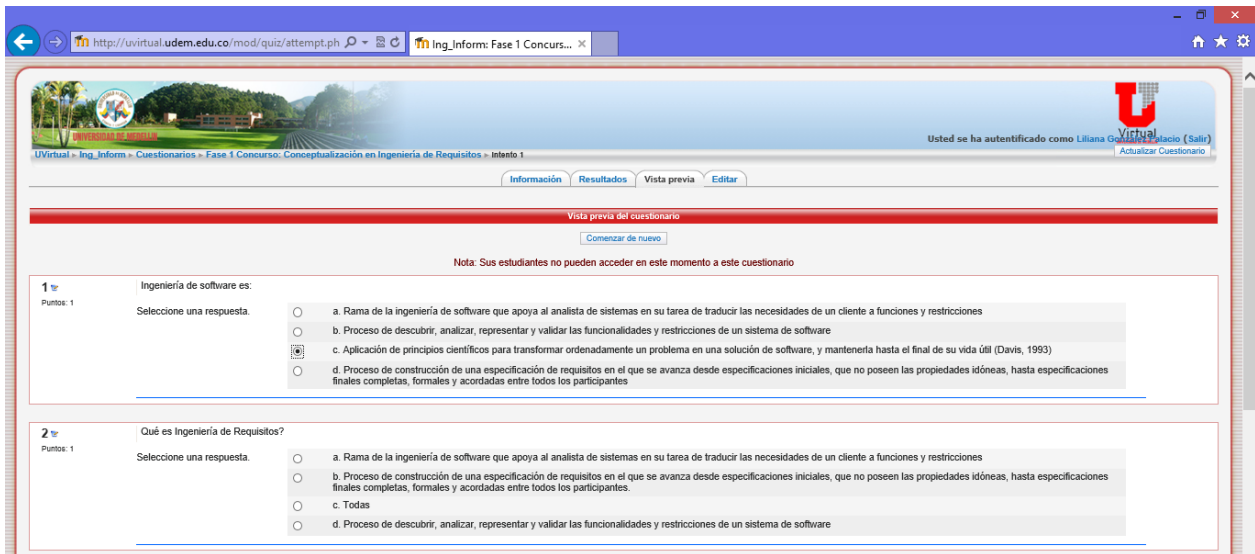 http://uvirtual.udem.edu.co/mod/quiz/attempt.ph
Ing_Inform: Fase 1 Concurs...
UNIVERSIDAD DE MEDELLIN
U
Virtual
Usted se ha autentificado como Liliana González Palacio (Salir)
UVirtual ► Ing_Inform ► Cuestionarios ► Fase 1 Concurso: Conceptualización en Ingeniería de Requisitos ► Intento 1
Actualizar Cuestionario
Información Resultados Vista previa Editar
Vista previa del cuestionario
Comenzar de nuevo
Nota: Sus estudiantes no pueden acceder en este momento a este cuestionario
1
Ingeniería de software es:
Puntos: 1
Seleccione una respuesta.
a. Rama de la ingeniería de software que apoya al analista de sistemas en su tarea de traducir las necesidades de un cliente a funciones y restricciones
b. Proceso de descubrir, analizar, representar y validar las funcionalidades y restricciones de un sistema de software
c. Aplicación de principios científicos para transformar ordenadamente un problema en una solución de software, y mantenerla hasta el final de su vida útil (Davis, 1993)
d. Proceso de construcción de una especificación de requisitos en el que se avanza desde especificaciones iniciales, que no poseen las propiedades idóneas, hasta especificaciones
finales completas, formales y acordadas entre todos los participantes
2
Qué es Ingeniería de Requisitos?
Puntos: 1
Seleccione una respuesta.
a. Rama de la ingeniería de software que apoya al analista de sistemas en su tarea de traducir las necesidades de un cliente a funciones y restricciones
b. Proceso de construcción de una especificación de requisitos en el que se avanza desde especificaciones iniciales, que no poseen las propiedades idóneas, hasta especificaciones
finales completas, formales y acordadas entre todos los participantes.
c. Todas
d. Proceso de descubrir, analizar, representar y validar las funcionalidades y restricciones de un sistema de software